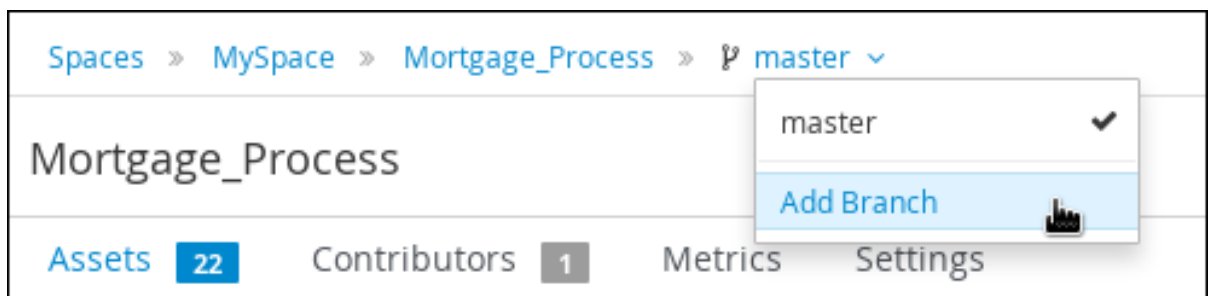 Spaces » MySpace » Mortgage_Process » master
master
Mortgage_Process
Add Branch
Assets 22 Contributors 1 Metrics Settings